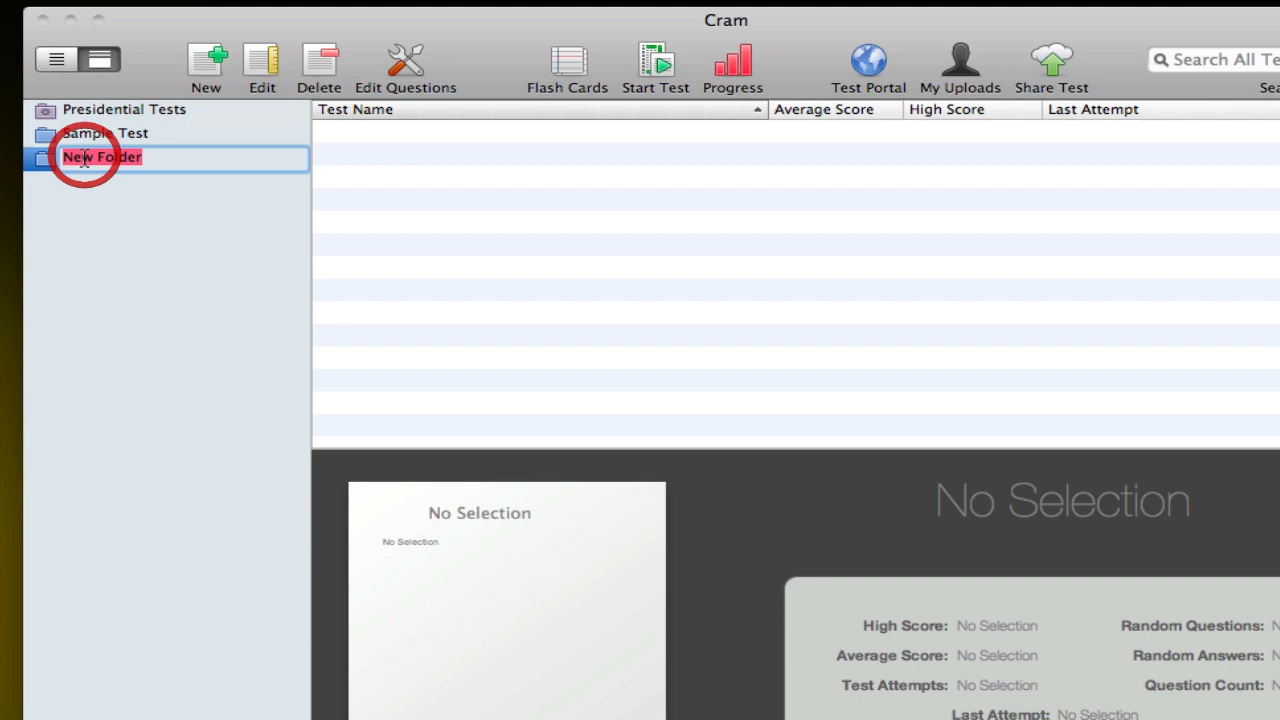 Cram
New Edit Delete Edit Questions Flash Cards Start Test Progress Test Portal My Uploads Share Test
Search All
Presidential Tests
Sample Test
New Folder
Test Name Average Score High Score Last Attempt
No Selection
No Selection
No Selection
High Score: No Selection Random Questions:
Average Score: No Selection Random Answers:
Test Attempts: No Selection Question Count:
Last Attempt: No Selection